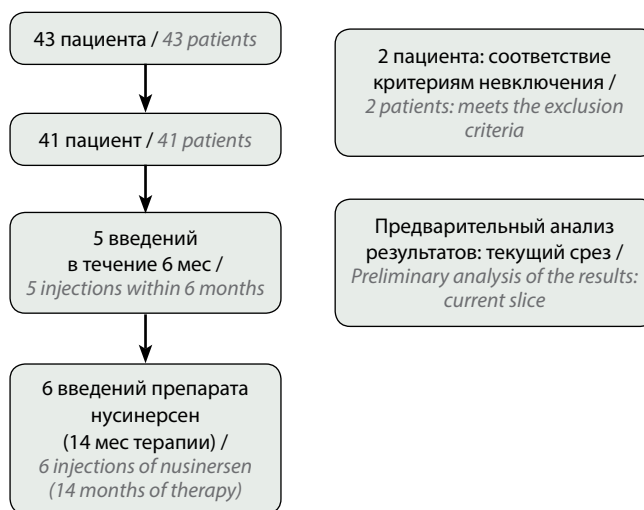 43 пациента / 43 patients
2 пациента: соответствие
критериям невключения /
2 patients: meets the exclusion
criteria
41 пациент / 41 patients
5 введений
в течение 6 мес /
5 injections within 6 months
Предварительный анализ
результатов: текущий срез /
Preliminary analysis of the results:
current slice
6 введений препарата
нусинерсен
(14 мес терапии) /
6 injections of nusinersen
(14 months of therapy)